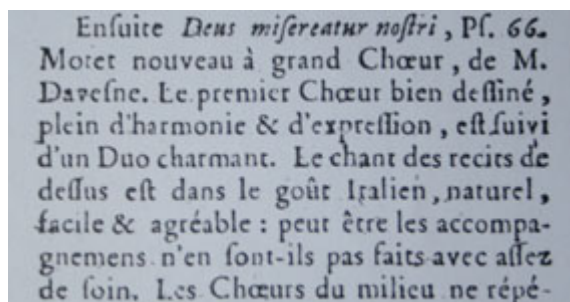 Enſuite Deus miſereatur noſtri, Pſ. 66.
Motet nouveau à grand Chœur, de M.
Daveſne. Le premier Chœur bien deſſiné,
plein d'harmonie & d'expreſſion, eſt ſuivi
d'un Duo charmant. Le chant des recits de
deſſus eſt dans le goût Italien, naturel,
facile & agréable : peut être les accompa-
gnemens n'en ſont-ils pas faits avec aſſez
de ſoin. Les Chœurs du milieu ne répé-